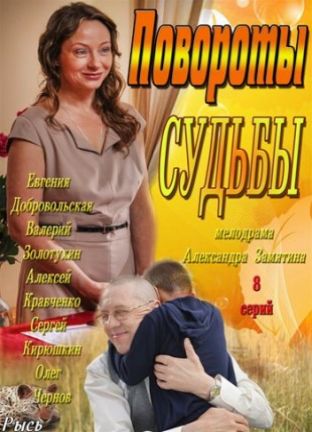 Повороты
СУДЬБЫ
мелодрама
Александра Замятина
8
серий
Евгения
Добровольская
Валерий
Золотухин
Алексей
Кравченко
Сергей
Кирюшкин
Олег
Чернов
Рысь